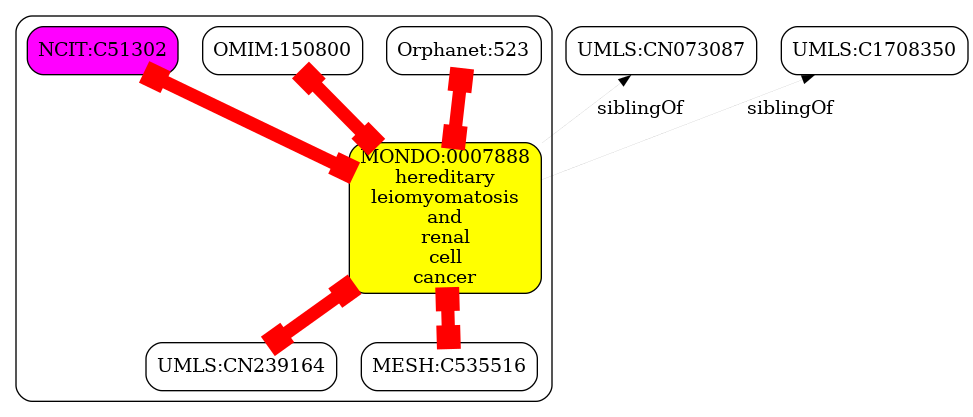 NCIT:C51302
OMIM:150800
Orphanet:523
UMLS:CN073087
UMLS:C1708350
siblingOf
siblingOf
MONDO:0007888
hereditary
leiomyomatosis
and
renal
cell
cancer
UMLS:CN239164
MESH:C535516